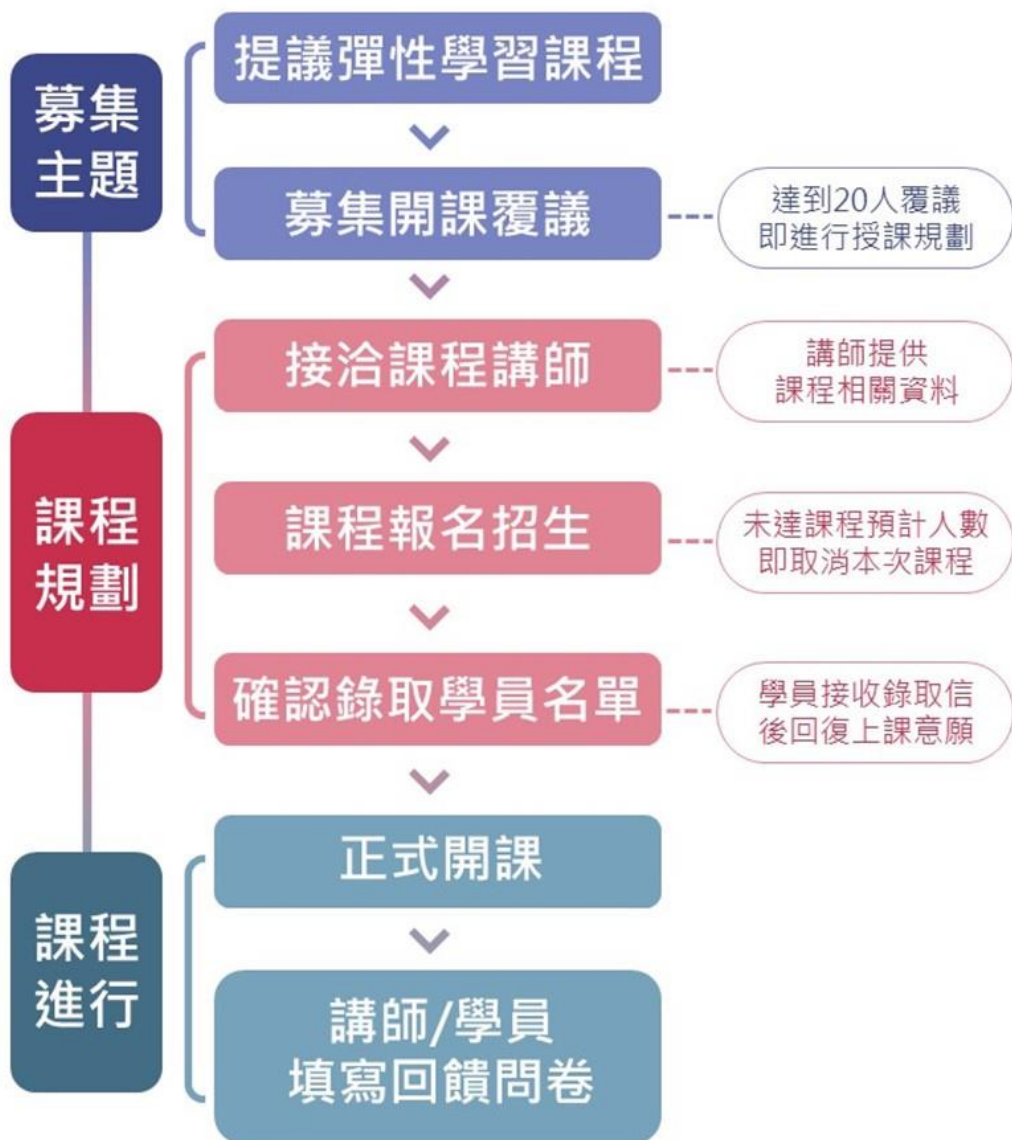 募集
主題
提議彈性學習課程
募集開課覆議
達到20人覆議
即進行授課規劃
課程
規劃
接洽課程講師
講師提供
課程相關資料
課程報名招生
未達課程預計人數
即取消本次課程
確認錄取學員名單
學員接收錄取信
後回復上課意願
課程
進行
正式開課
講師/學員
填寫回饋問卷